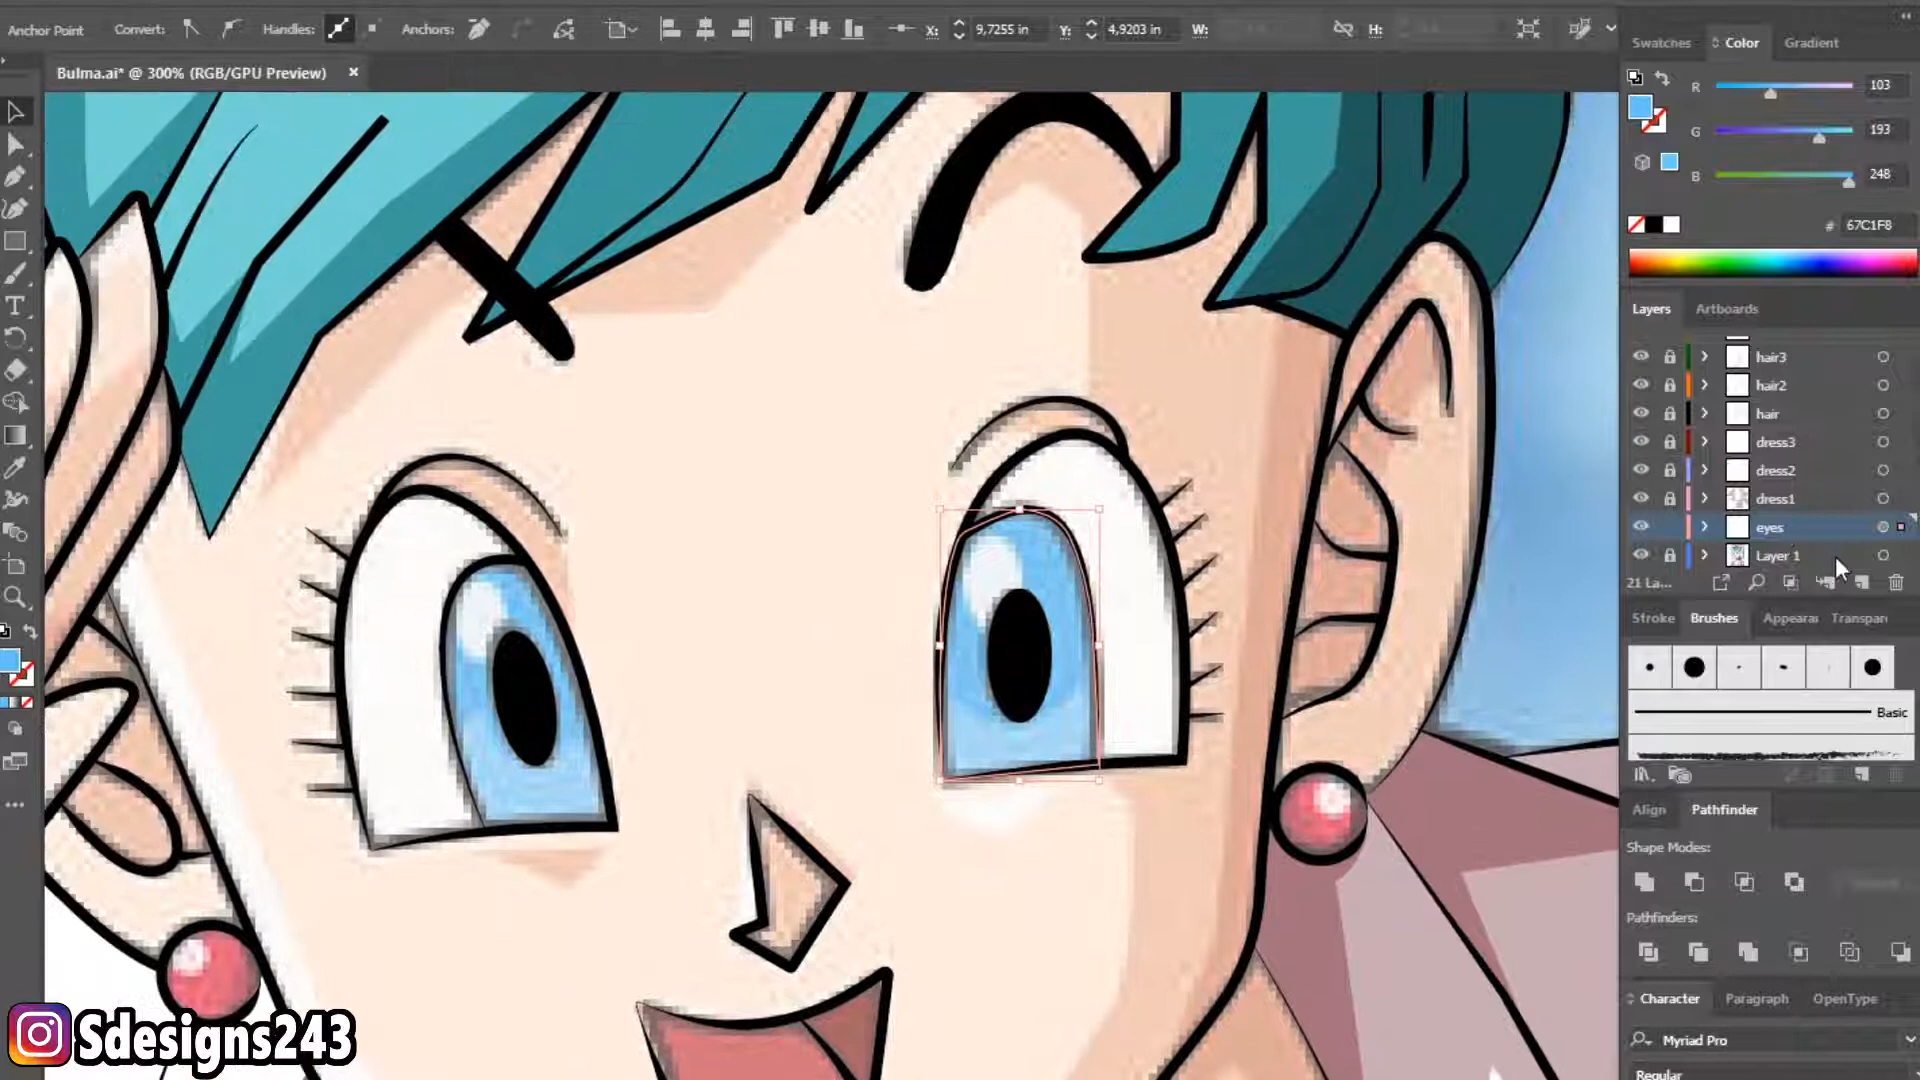 Anchor Point Convert: Handles: Anchors: X: 9,7255 in Y: 4,9203 in W: H:
Bulma.ai* @ 300% (RGB/GPU Preview) ×
Swatches Color Gradient
R 103
G 193
B 248
# 67C1F8
Layers Artboards
hair3
hair2
hair
dress3
dress2
dress1
eyes
Layer 1
21 La...
Stroke Brushes Appearai Transpar
Basic
Align Pathfinder
Shape Modes:
Pathfinders:
Character Paragraph OpenType
Myriad Pro
Regular
Sdesigns243